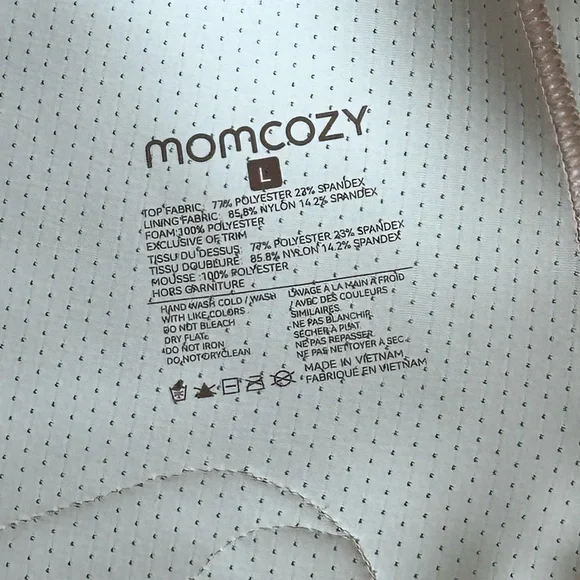 momcozy
L
TOP FABRIC: 77% POLYESTER 23% SPANDEX
LINING FABRIC: 85.8% NYLON 14.2% SPANDEX
FOAM:100% POLYESTER
EXCLUSIVE OF TRIM
TISSU DU DESSUS: 77% POLYESTER 23% SPANDEX
TISSU DOUBLURE: 85.8% NYLON 14.2% SPANDEX
MOUSSE :100% POLYESTER
HORS GARNITURE
HAND WASH COLD / WASH
WITH LIKE COLORS
DO NOT BLEACH
DRY FLAT
DO NOT IRON
DO NOT DRYCLEAN
LAVAGE À LA MAIN À FROID
/ AVEC DES COULEURS
SIMILAIRES
NE PAS BLANCHIR
SÉCHER À PLAT
NE PAS REPASSER
NE PAS NETTOYER À SEC
MADE IN VIETNAM
FABRIQUÉ EN VIETNAM